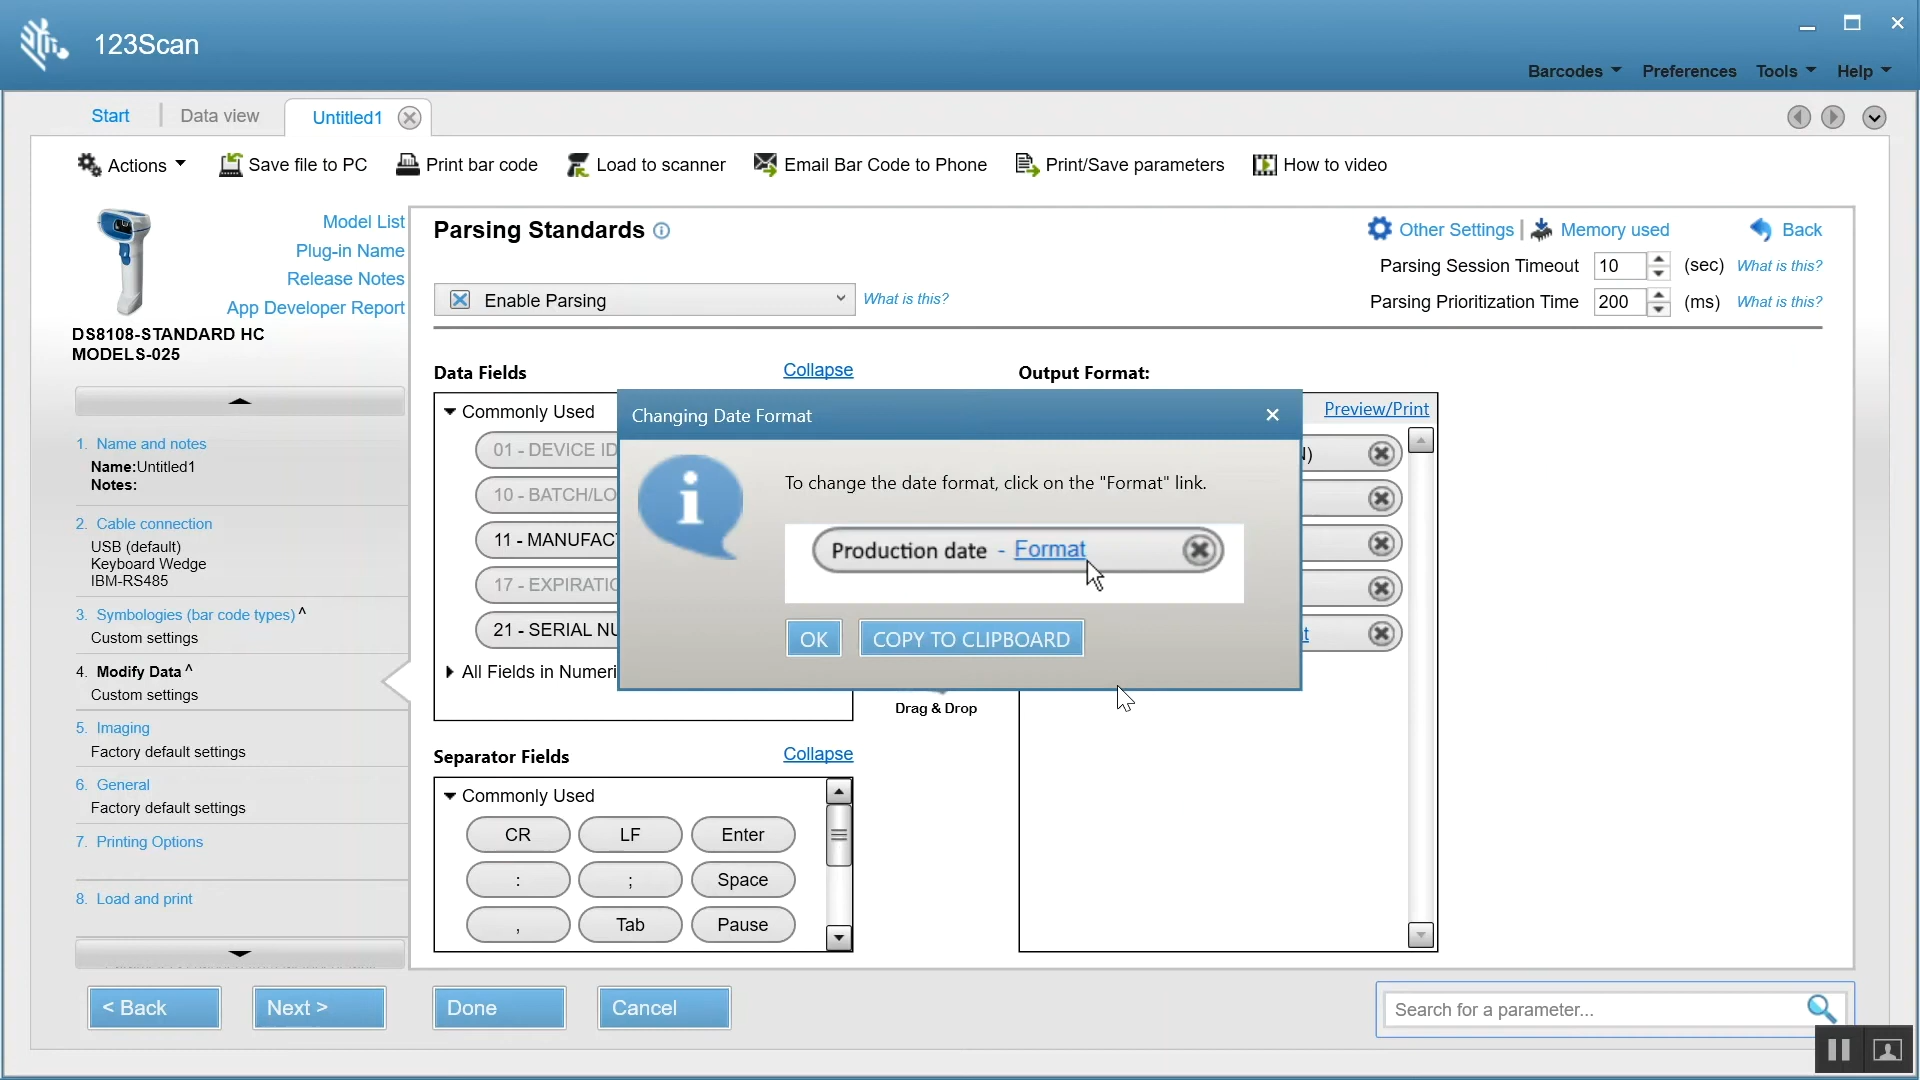 123Scan
Barcodes
Preferences
Tools
Help
Start
Data view
Untitled1
Actions
Save file to PC
Print bar code
Load to scanner
Email Bar Code to Phone
Print/Save parameters
How to video
Model List
Plug-in Name
Release Notes
App Developer Report
DS8108-STANDARD HC
MODELS-025
1. Name and notes
Name:Untitled1
Notes:
2. Cable connection
USB (default)
Keyboard Wedge
IBM-RS485
3. Symbologies (bar code types) ^
Custom settings
4. Modify Data ^
Custom settings
5. Imaging
Factory default settings
6. General
Factory default settings
7. Printing Options
8. Load and print
Parsing Standards
Other Settings | Memory used
Back
Parsing Session Timeout 10 (sec) What is this?
Enable Parsing
What is this?
Parsing Prioritization Time 200 (ms) What is this?
Data Fields
Collapse
Commonly Used
01 - DEVICE ID
10 - BATCH/LO
11 - MANUFAC
17 - EXPIRATIO
21 - SERIAL NU
All Fields in Numeri
Drag & Drop
Output Format:
Preview/Print
Changing Date Format
To change the date format, click on the "Format" link.
Production date - Format
OK
COPY TO CLIPBOARD
Separator Fields
Collapse
Commonly Used
CR
LF
Enter
:
;
Space
,
Tab
Pause
< Back
Next >
Done
Cancel
Search for a parameter...